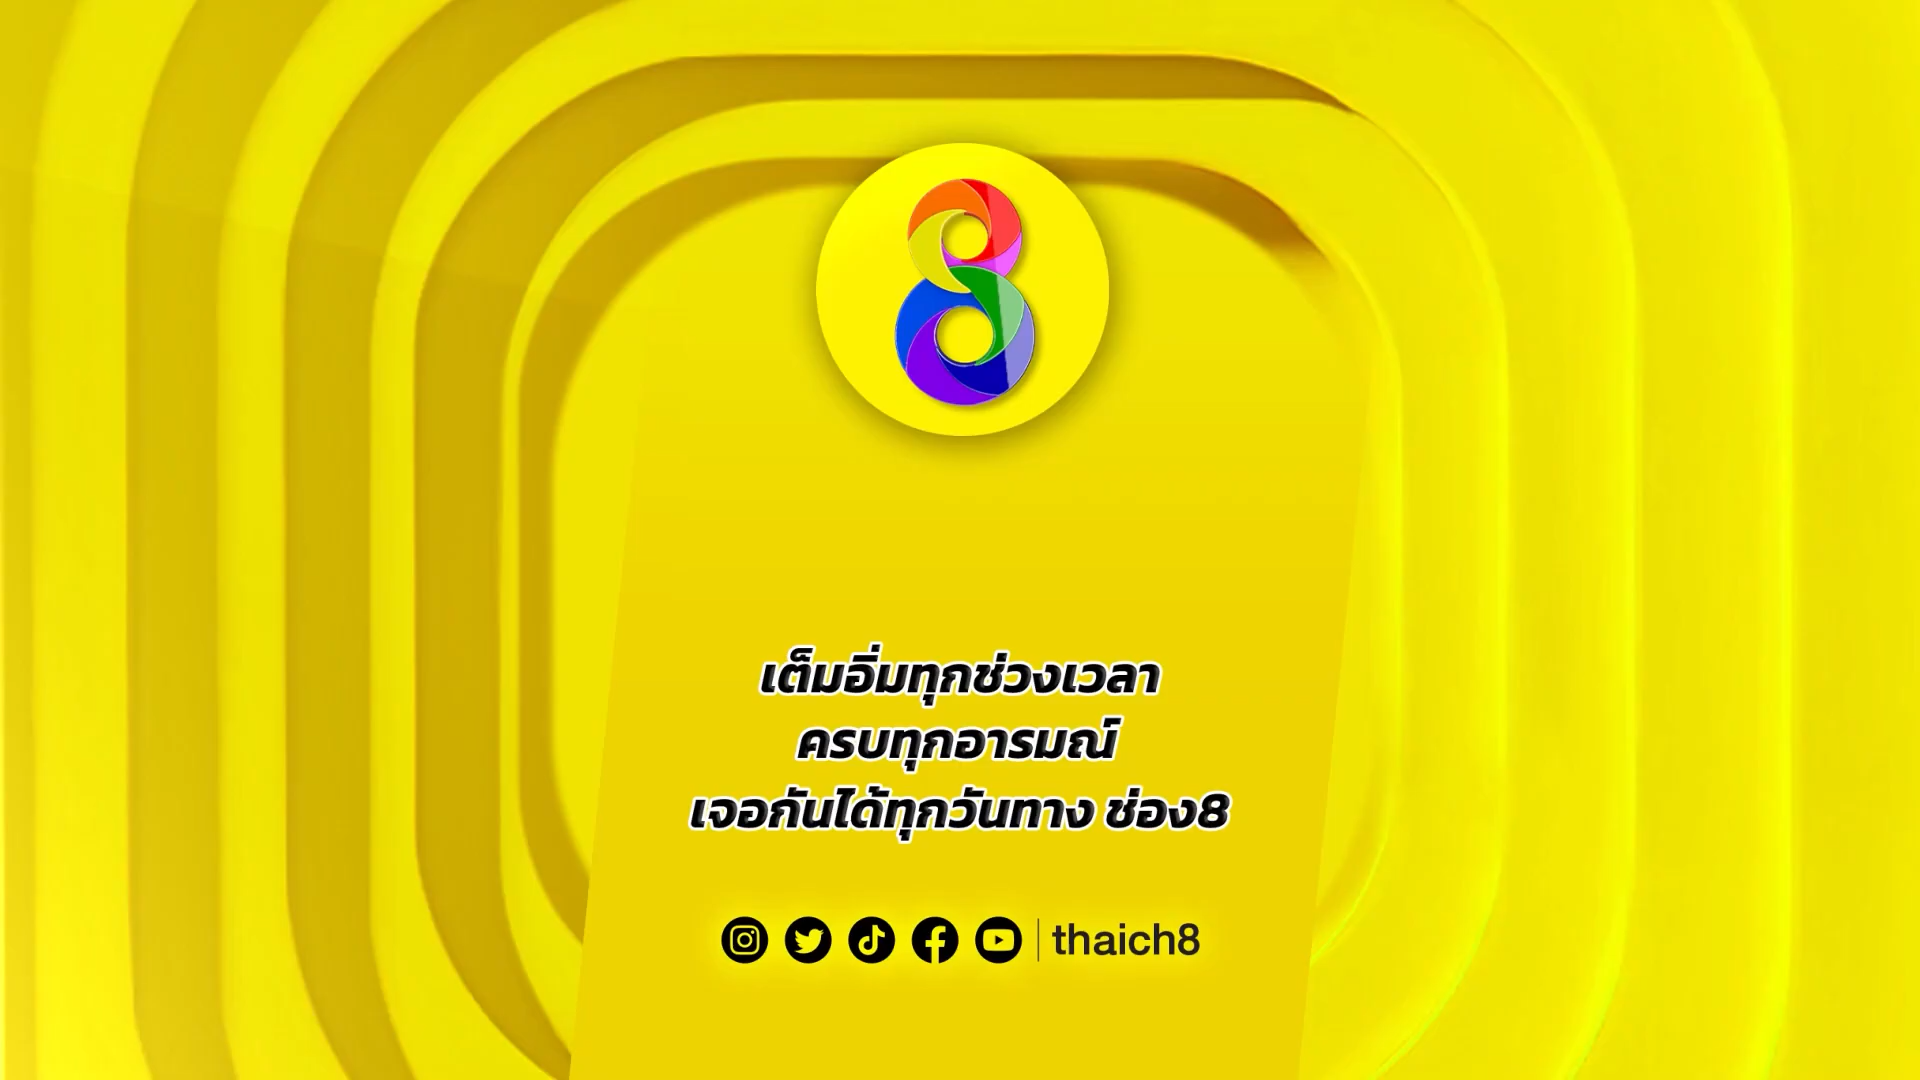 8
เต็มอิ่มทุกช่วงเวลา
ครบทุกอารมณ์
เจอกันได้ทุกวันทาง ช่อง8
thaich8